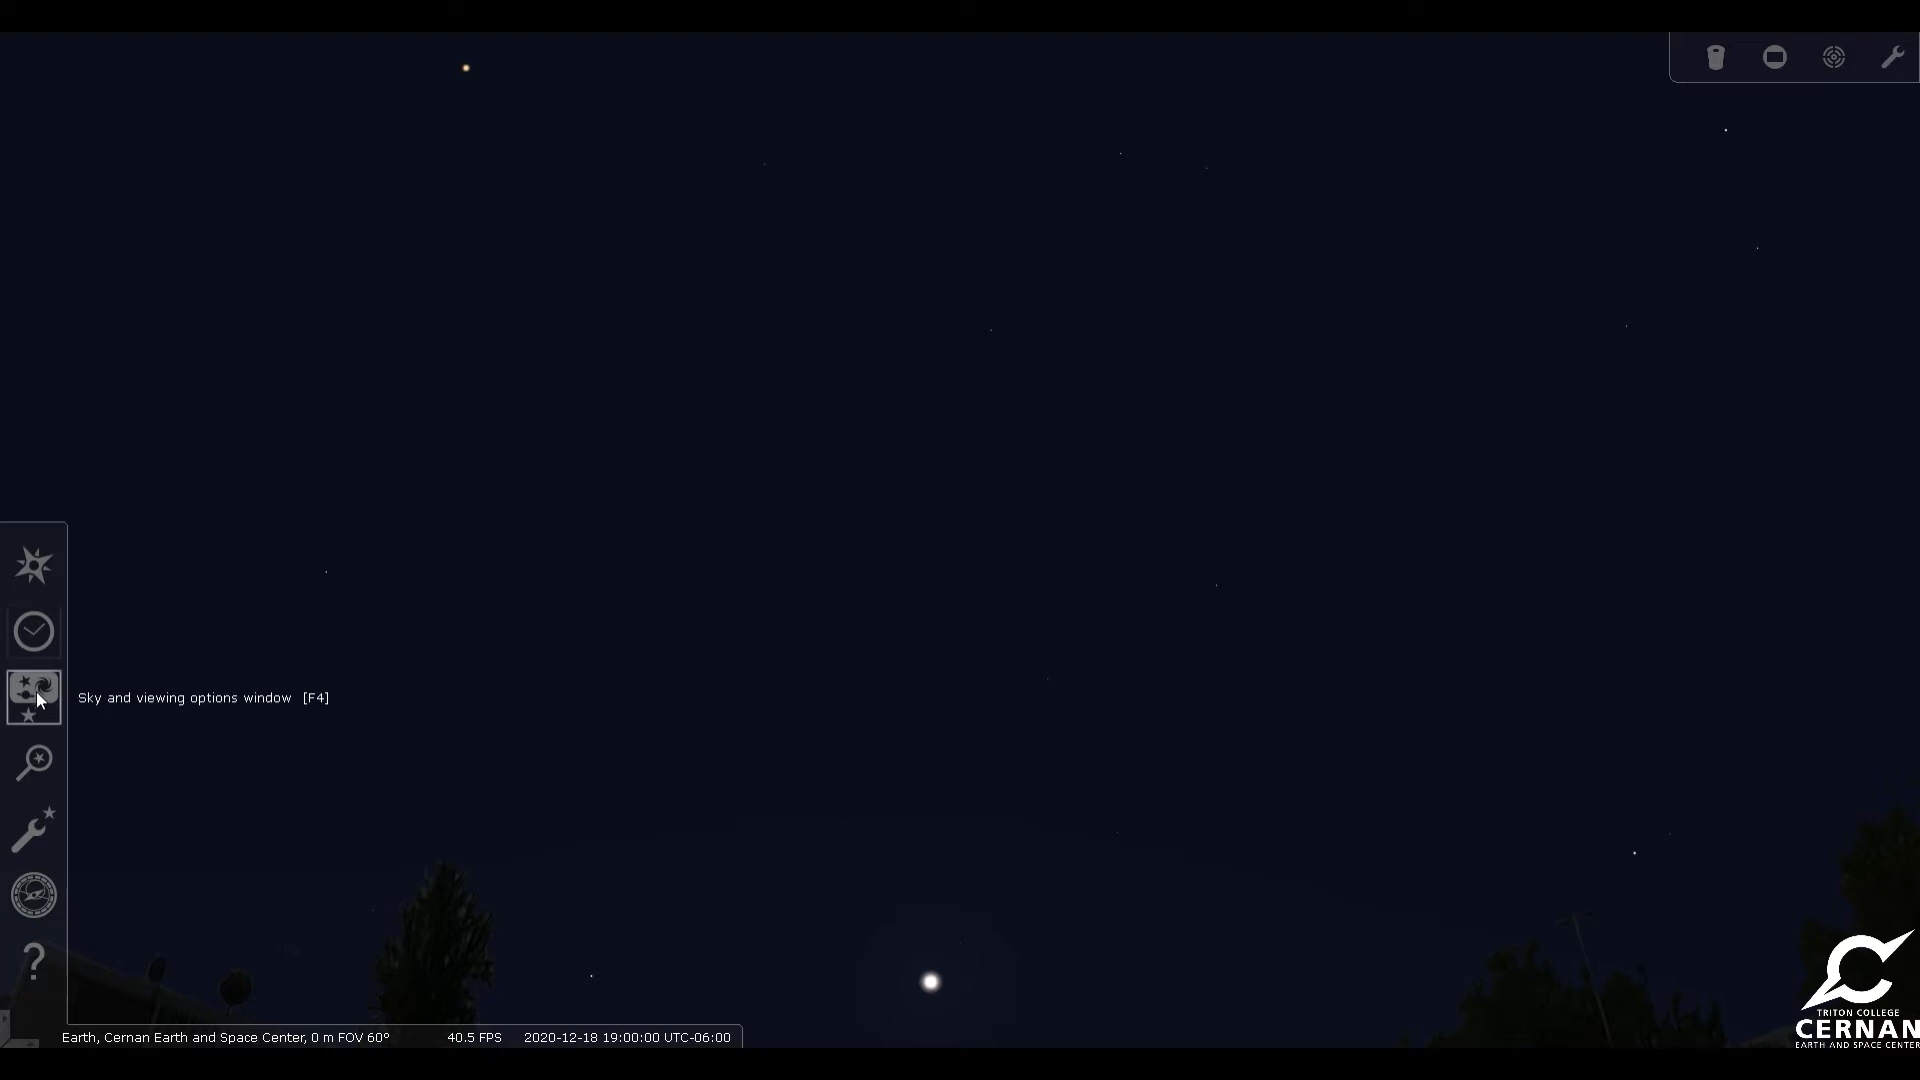 Sky and viewing options window [F4]
Earth, Cernan Earth and Space Center, 0 m FOV 60° 40.5 FPS 2020-12-18 19:00:00 UTC-06:00
TRITON COLLEGE
CERNAN
EARTH AND SPACE CENTER